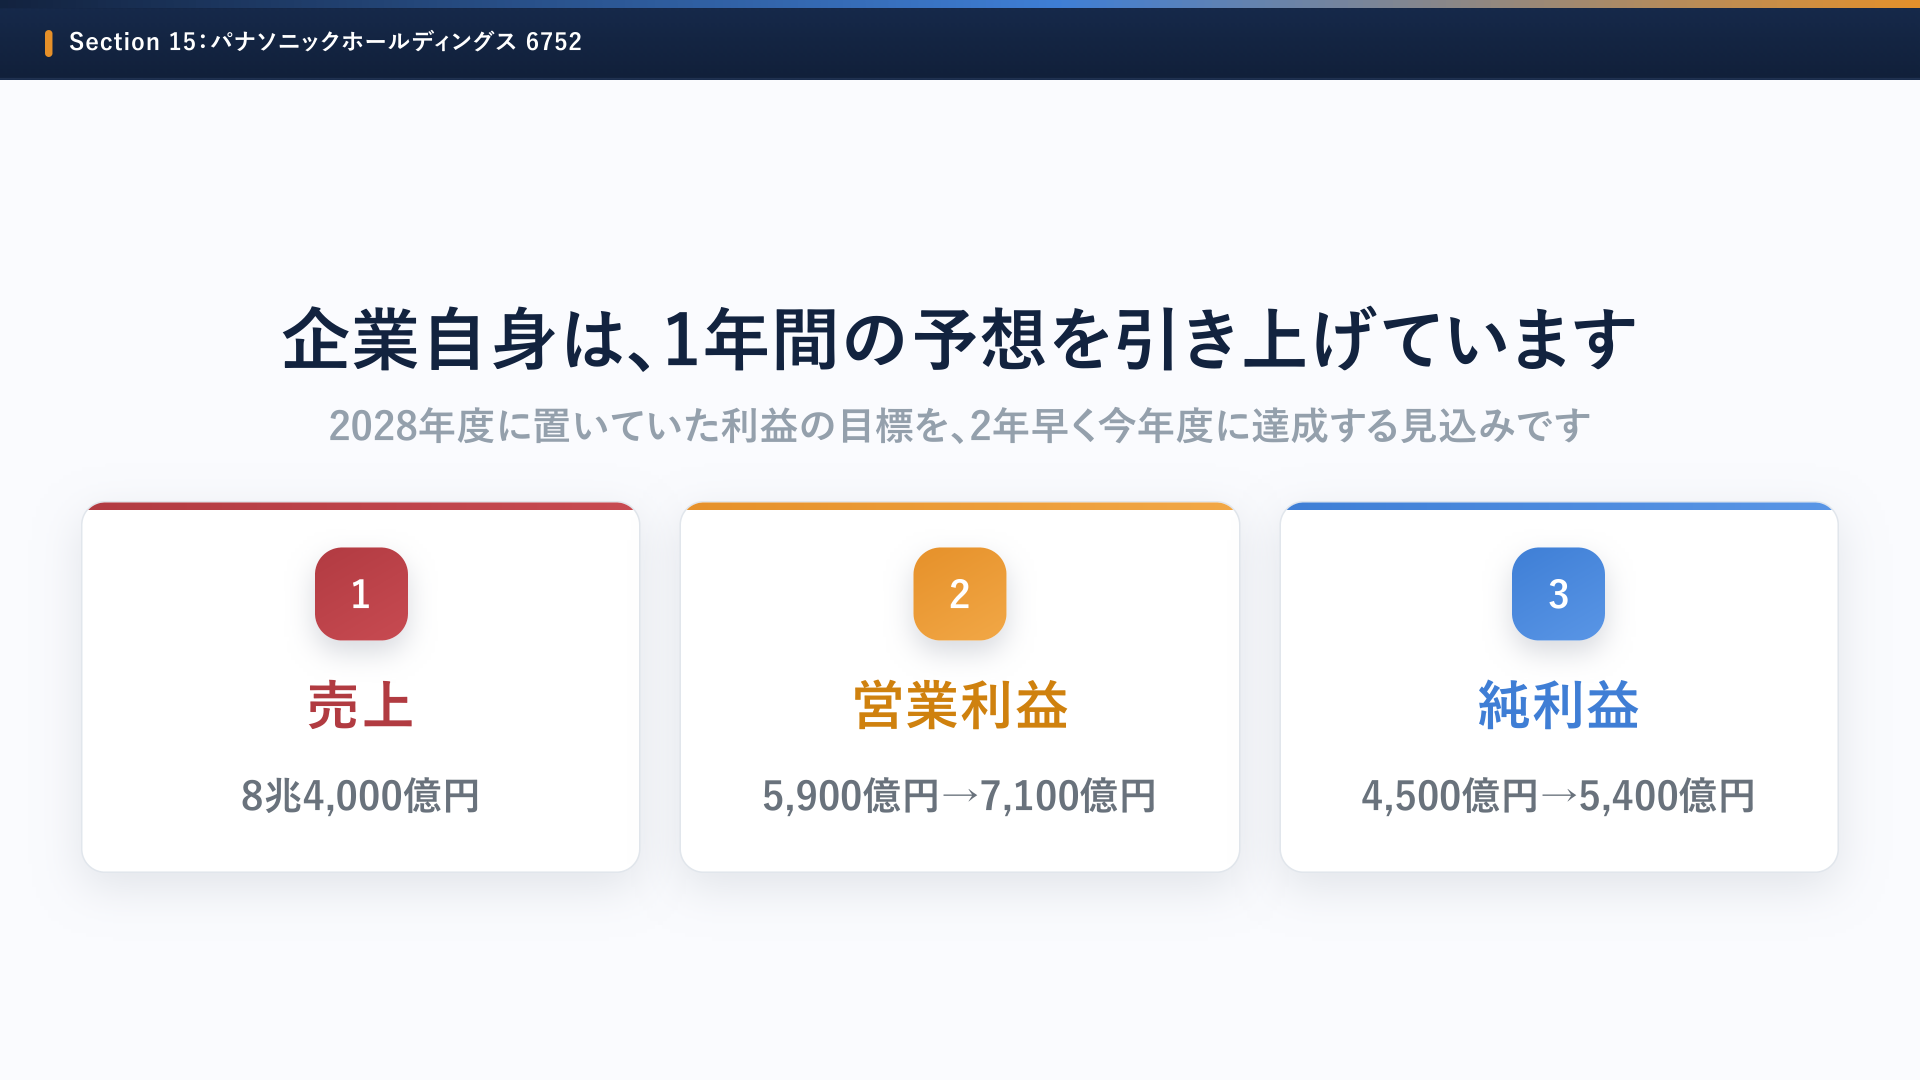 Section 15：パナソニックホールディングス 6752
企業自身は、1年間の予想を引き上げています
2028年度に置いていた利益の目標を、2年早く今年度に達成する見込みです
1
売上
8兆4,000億円
2
営業利益
5,900億円→7,100億円
3
純利益
4,500億円→5,400億円